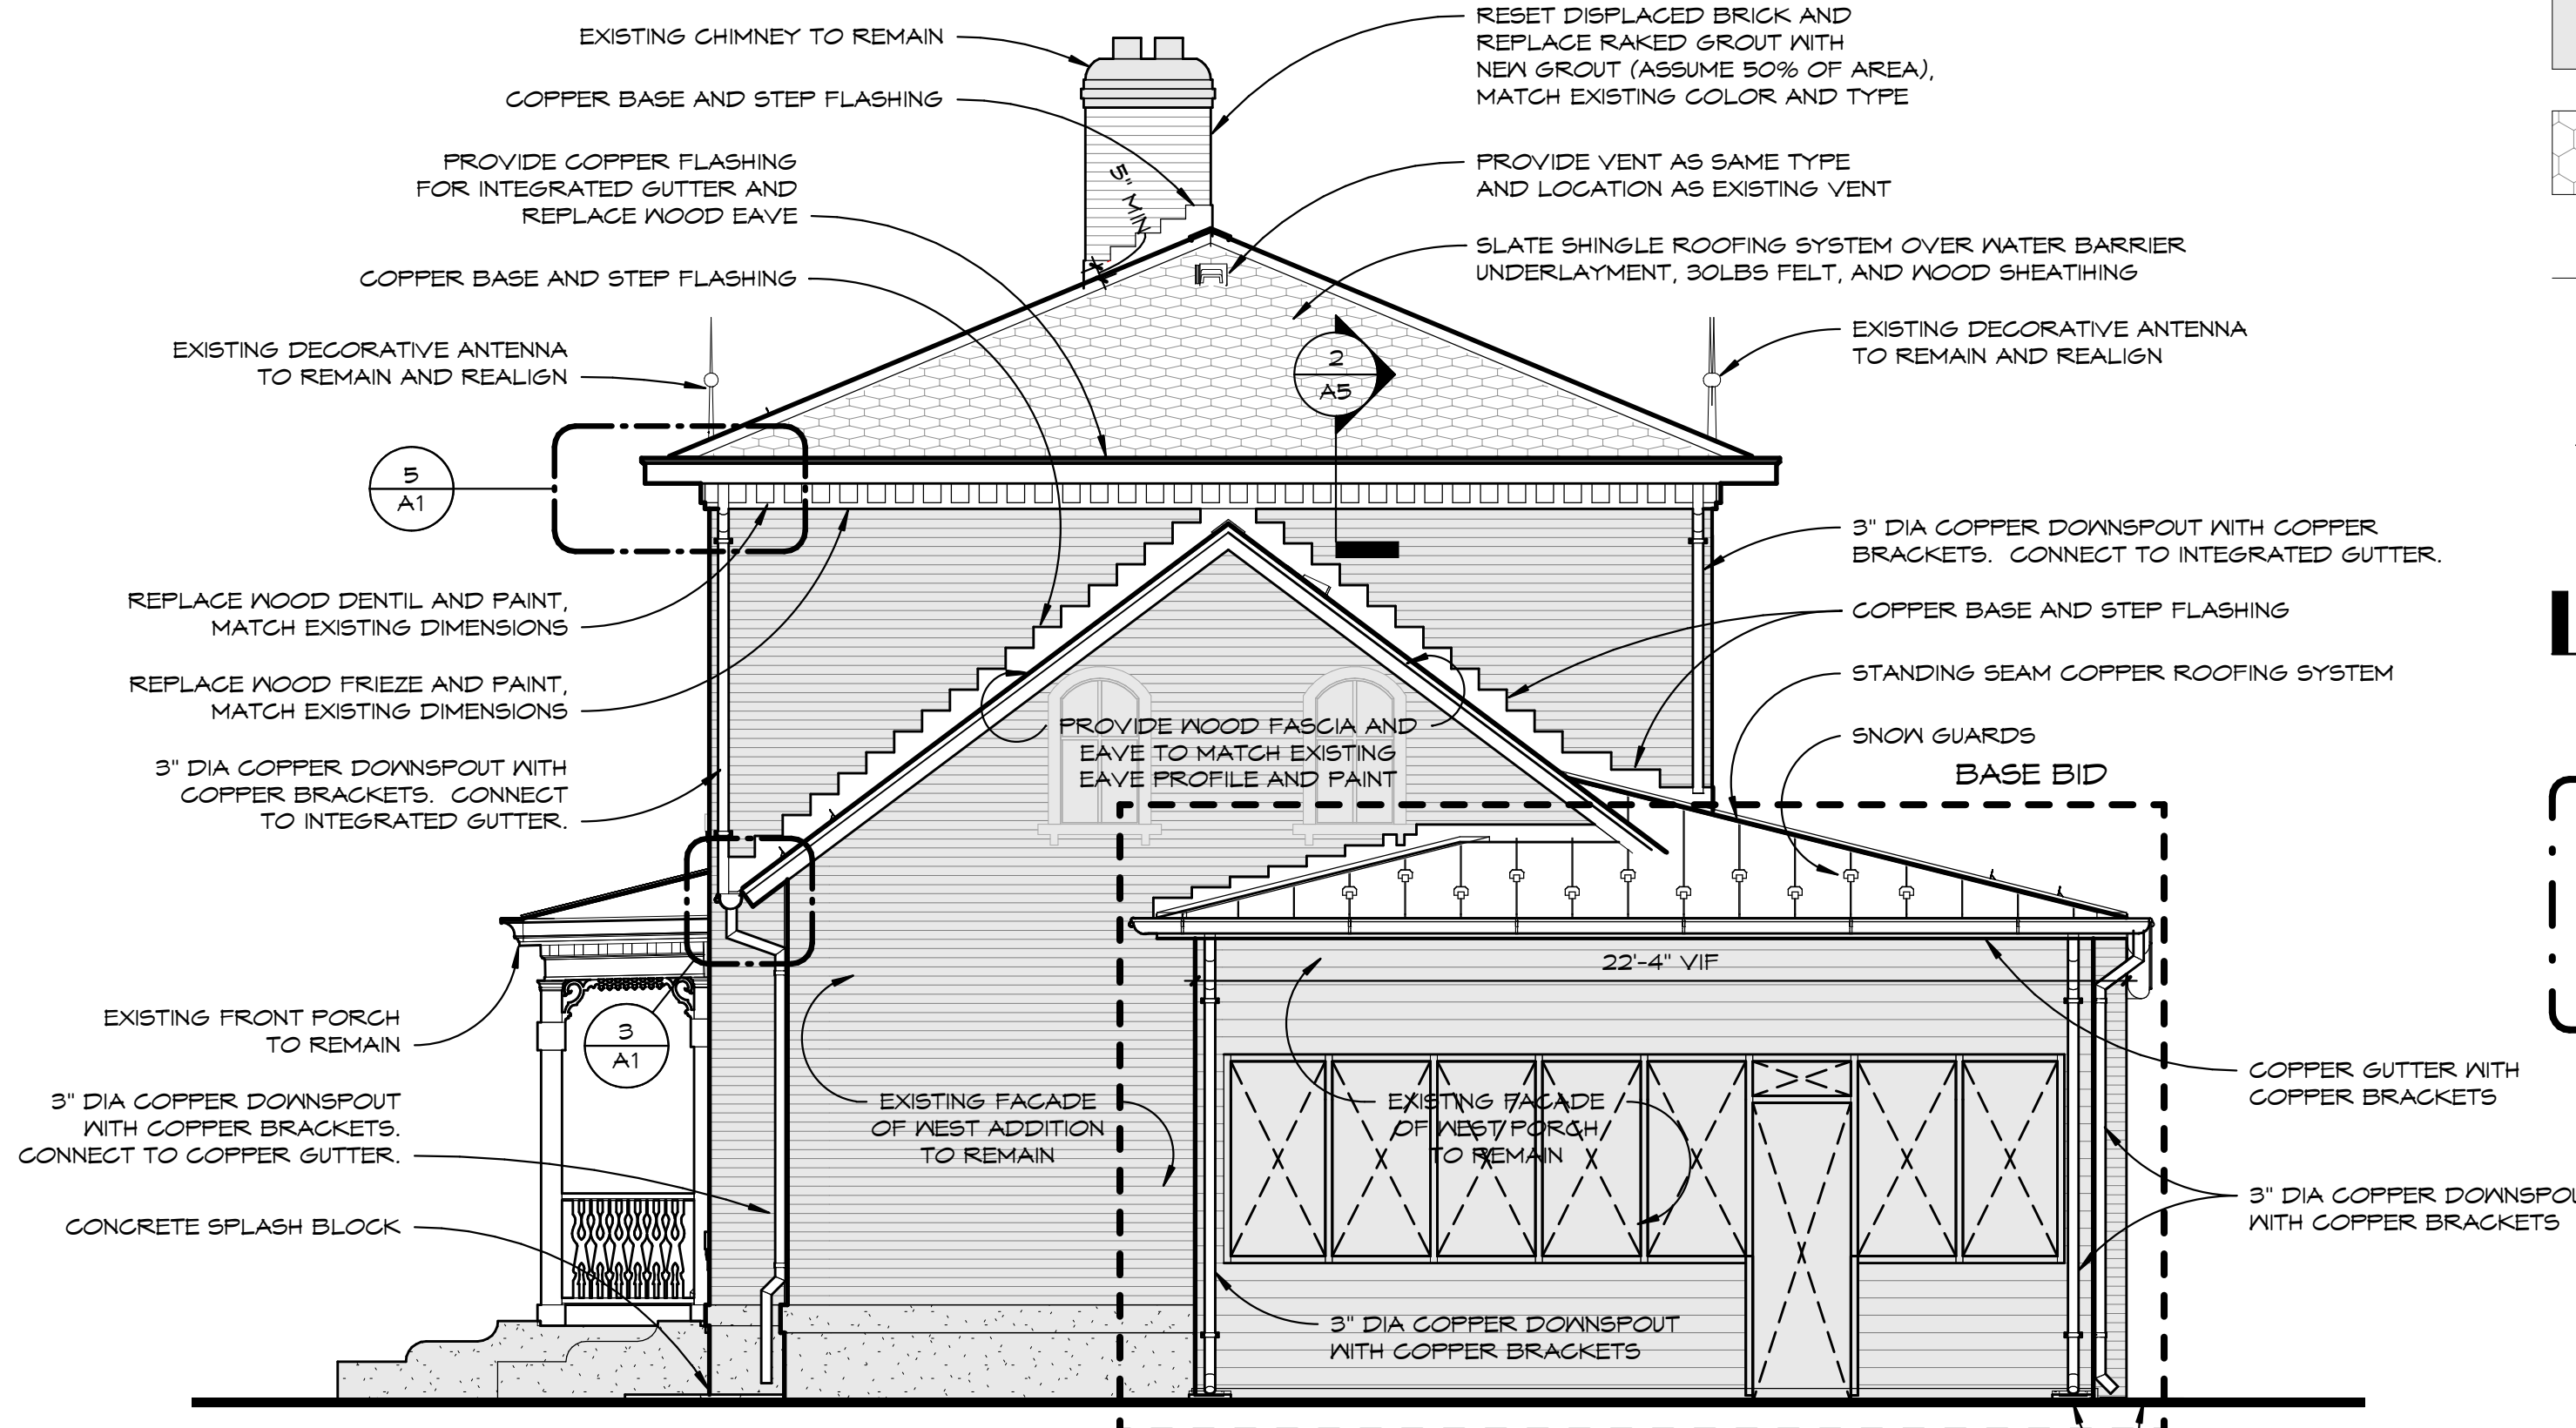 EXISTING CHIMNEY TO REMAIN
COPPER BASE AND STEP FLASHING
PROVIDE COPPER FLASHING
FOR INTEGRATED GUTTER AND
REPLACE WOOD EAVE
COPPER BASE AND STEP FLASHING
EXISTING DECORATIVE ANTENNA
TO REMAIN AND REALIGN
5
A1
REPLACE WOOD DENTIL AND PAINT,
MATCH EXISTING DIMENSIONS
REPLACE WOOD FRIEZE AND PAINT,
MATCH EXISTING DIMENSIONS
3" DIA COPPER DOWNSPOUT WITH
COPPER BRACKETS. CONNECT
TO INTEGRATED GUTTER.
EXISTING FRONT PORCH
TO REMAIN
3
A1
3" DIA COPPER DOWNSPOUT
WITH COPPER BRACKETS.
CONNECT TO COPPER GUTTER.
CONCRETE SPLASH BLOCK
5" MIN
2
A5
PROVIDE WOOD FASCIA AND
EAVE TO MATCH EXISTING
EAVE PROFILE AND PAINT
EXISTING FACADE
OF WEST ADDITION
TO REMAIN
22'-4" VIF
EXISTING FACADE
OF WEST PORCH
TO REMAIN
3" DIA COPPER DOWNSPOUT
WITH COPPER BRACKETS
RESET DISPLACED BRICK AND
REPLACE RAKED GROUT WITH
NEW GROUT (ASSUME 50% OF AREA),
MATCH EXISTING COLOR AND TYPE
PROVIDE VENT AS SAME TYPE
AND LOCATION AS EXISTING VENT
SLATE SHINGLE ROOFING SYSTEM OVER WATER BARRIER
UNDERLAYMENT, 30LBS FELT, AND WOOD SHEATIHING
EXISTING DECORATIVE ANTENNA
TO REMAIN AND REALIGN
3" DIA COPPER DOWNSPOUT WITH COPPER
BRACKETS. CONNECT TO INTEGRATED GUTTER.
COPPER BASE AND STEP FLASHING
STANDING SEAM COPPER ROOFING SYSTEM
SNOW GUARDS
BASE BID
COPPER GUTTER WITH
COPPER BRACKETS
3" DIA COPPER DOWNSPOU
WITH COPPER BRACKETS